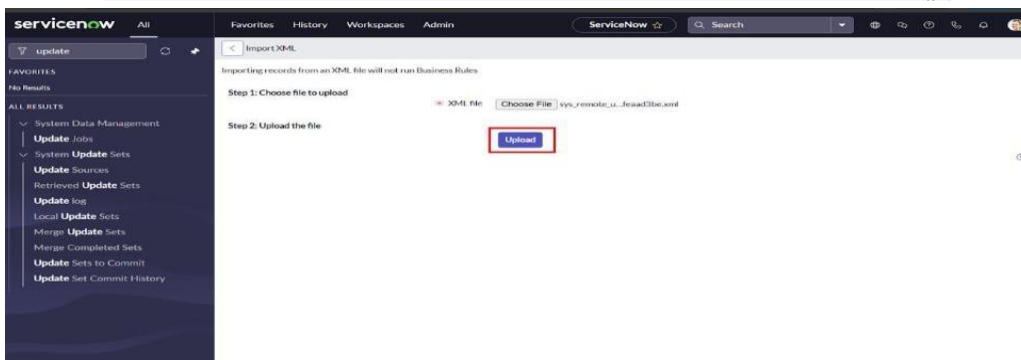 servicenow All Favorites History Workspaces Admin ServiceNow ☆ Search
update
< Import XML
FAVORITES
No Results
ALL RESULTS
System Data Management
Update Jobs
System Update Sets
Update Sources
Retrieved Update Sets
Update log
Local Update Sets
Merge Update Sets
Merge Completed Sets
Update Sets to Commit
Update Set Commit History
Importing records from an XML file will not run Business Rules
Step 1: Choose file to upload
XML file Choose File sys_remote_u...feaad3be.xml
Step 2: Upload the file
Upload